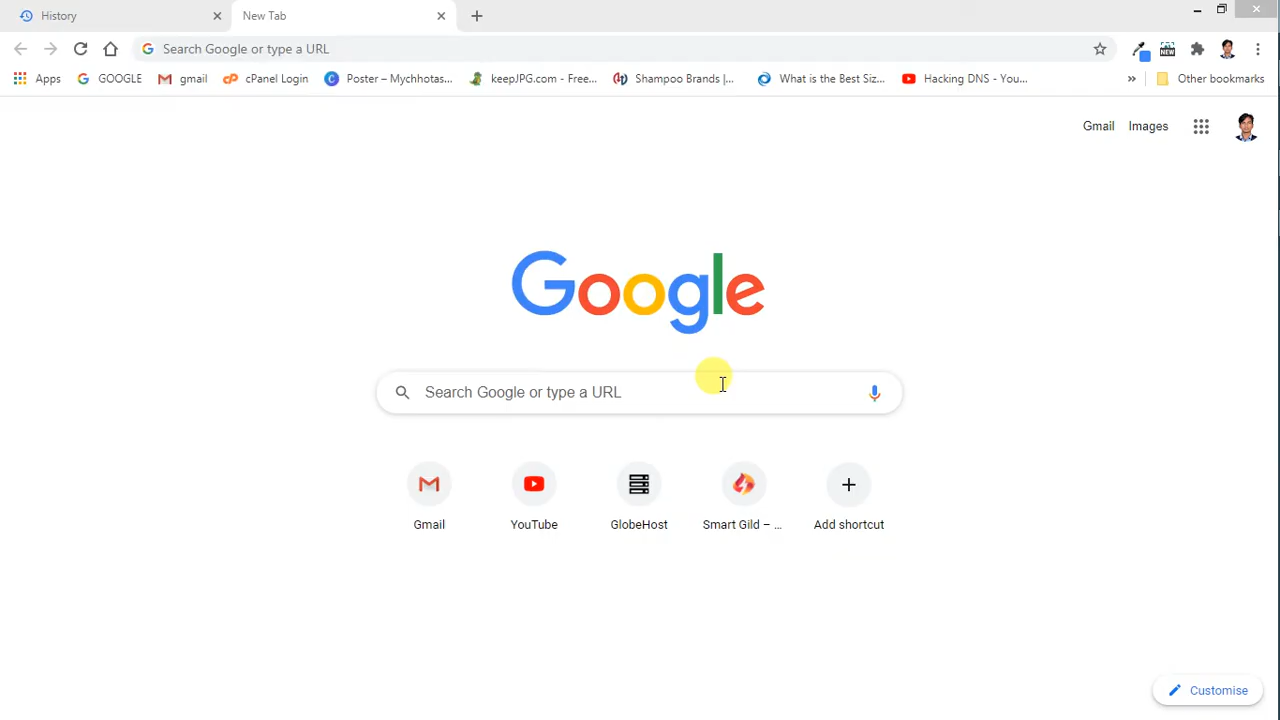 History
New Tab
Search Google or type a URL
NEW
Apps
GOOGLE
gmail
cPanel Login
Poster – Mychhotas...
keepJPG.com - Free...
Shampoo Brands |...
What is the Best Siz...
Hacking DNS - You...
»
Other bookmarks
Gmail
Images
Google
Search Google or type a URL
Gmail
YouTube
GlobeHost
Smart Gild – ...
Add shortcut
Customise